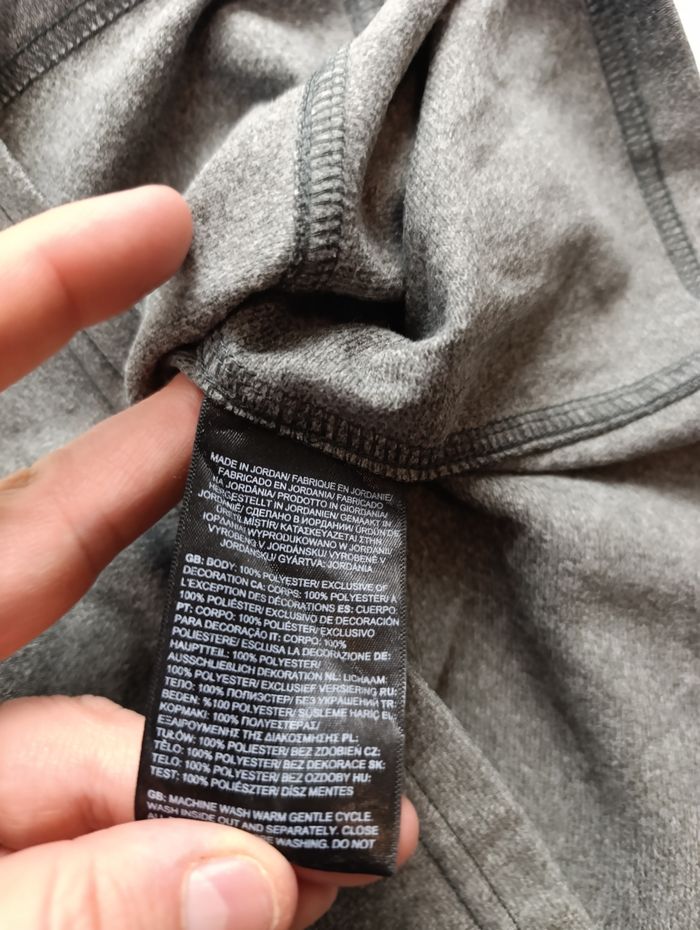 MADE IN JORDAN/ FABRIQUE EN JORDANIE/
FABRICADO EN JORDANIA/ FABRICADO
NA JORDÂNIA/ PRODOTTO IN GIORDANIA/
HERGESTELLT IN JORDANIEN/ GEMAAKT IN
JORDANIË/ СДЕЛАНО В ИОРДАНИИ/ ÜRDÜN'DE
ÜRETİLMİŞTİR/ ΚΑΤΑΣΚΕΥΑΖΕΤΑΙ ΣΤΗΝ
ΙΟΡΔΑΝΙΑ/ WYPRODUKOWANO W JORDANII/
VYROBENO V JORDÁNSKU/ VYROBENÉ V
JORDÁNSKU/ GYÁRTVA: JORDÁNIA
GB: BODY: 100% POLYESTER/ EXCLUSIVE OF
DECORATION CA: CORPS: 100% POLYESTER/ À
L'EXCEPTION DES DÉCORATIONS ES: CUERPO:
100% POLIÉSTER/ EXCLUSIVO DE DECORACIÓN
PT: CORPO: 100% POLIÉSTER/ EXCLUSIVO
PARA DECORAÇÃO IT: CORPO: 100%
POLIESTERE/ ESCLUSA LA DECORAZIONE DE:
HAUPTTEIL: 100% POLYESTER/
AUSSCHLIESSLICH DEKORATION NL: LICHAAM:
100% POLYESTER/ EXCLUSIEF VERSIERING RU:
ТЕЛО: 100% ПОЛИЭСТЕР/ БЕЗ УКРАШЕНИЙ TR:
BEDEN: %100 POLYESTER/ SÜSLEME HARİÇ EL:
ΚΟΡΜΑΚΙ: 100% ΠΟΛΥΕΣΤΕΡΑΣ/
ΕΞΑΙΡΟΥΜΕΝΗΣ ΤΗΣ ΔΙΑΚΟΣΜΗΣΗΣ PL:
TUŁÓW: 100% POLIESTER/ BEZ ZDOBIEŃ CZ:
TĚLO: 100% POLYESTER/ BEZ DEKORACE SK:
TELO: 100% POLYESTER/ BEZ OZDOBY HU:
TEST: 100% POLIÉSZTER/ DÍSZ MENTES
GB: MACHINE WASH WARM GENTLE CYCLE.
WASH INSIDE OUT AND SEPARATELY. CLOSE
WASHING. DO NOT